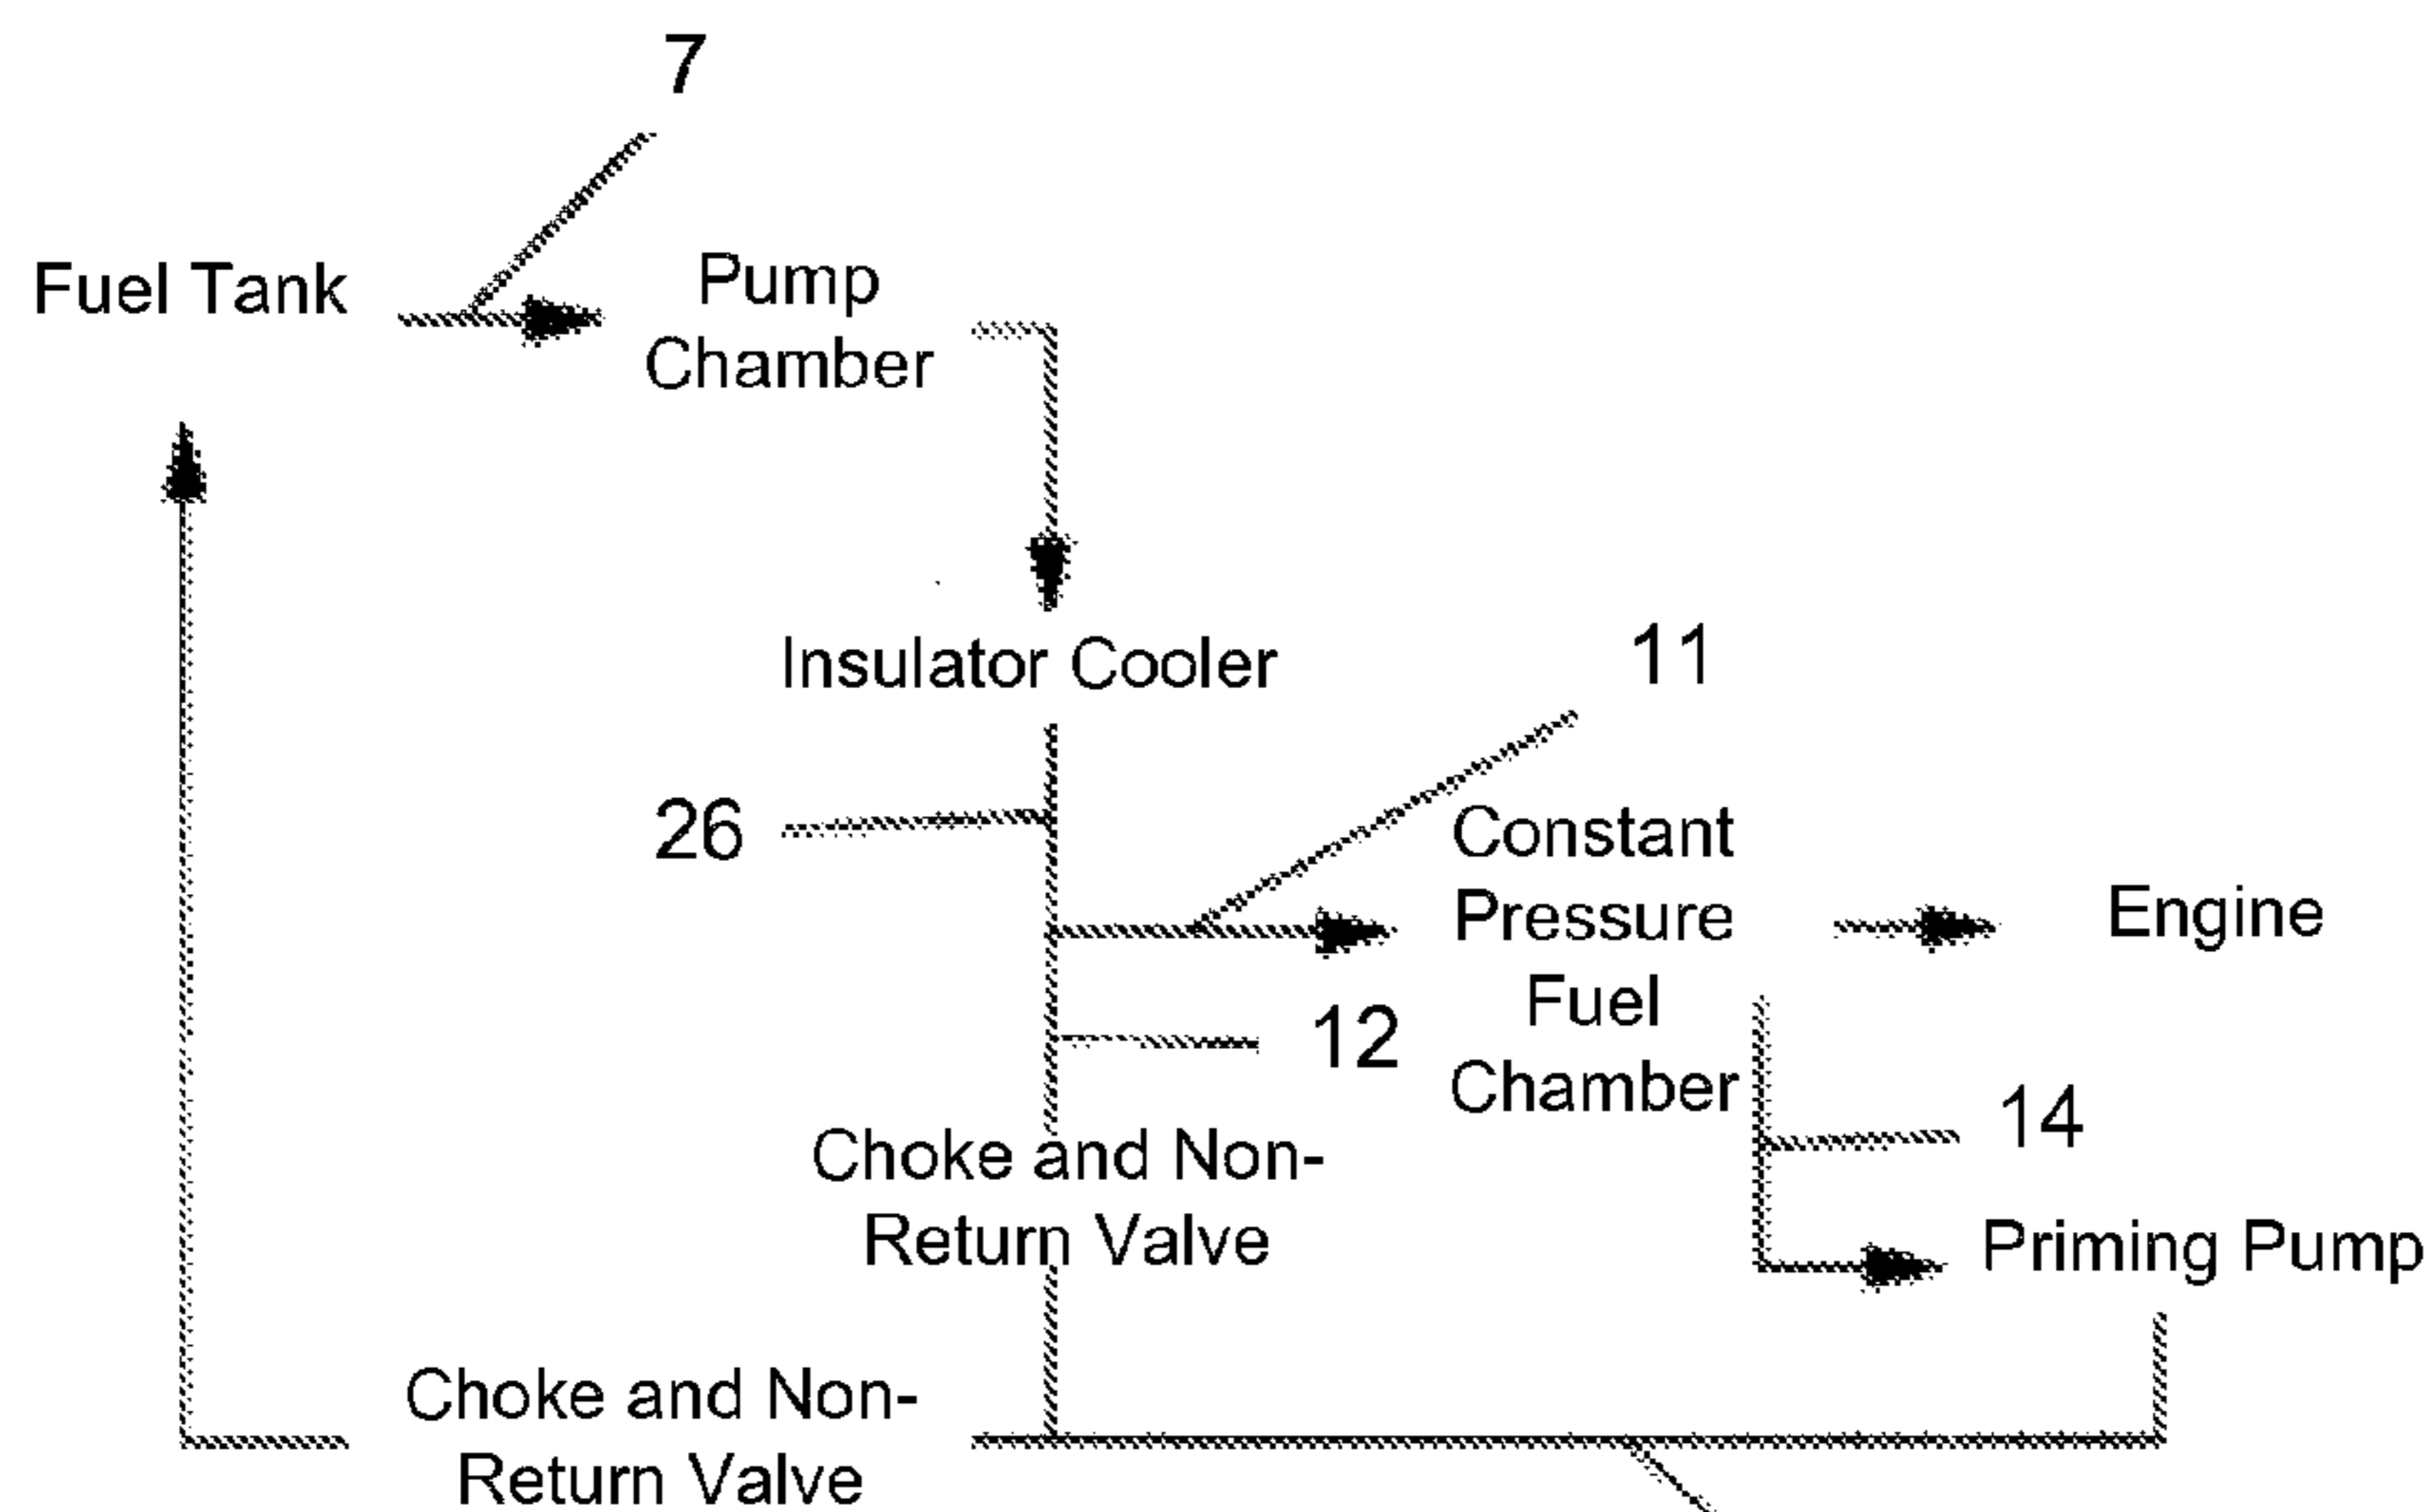 7
Fuel Tank
Pump
Chamber
Insulator Cooler
11
26
Constant
Pressure
Fuel
Chamber
Engine
12
14
Choke and Non-
Return Valve
Priming Pump
Choke and Non-
Return Valve